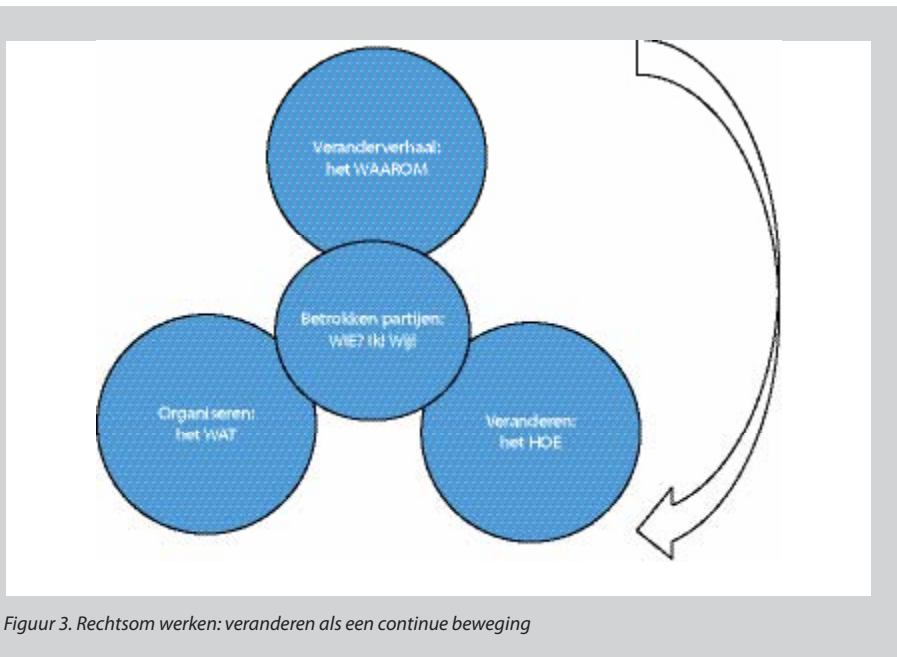 Veranderverhaal:
het WAAROM
Betrokken partijen:
WIE? Ik! Wij!
Organiseren:
het WAT
Veranderen:
het HOE
Figuur 3. Rechtsom werken: veranderen als een continue beweging